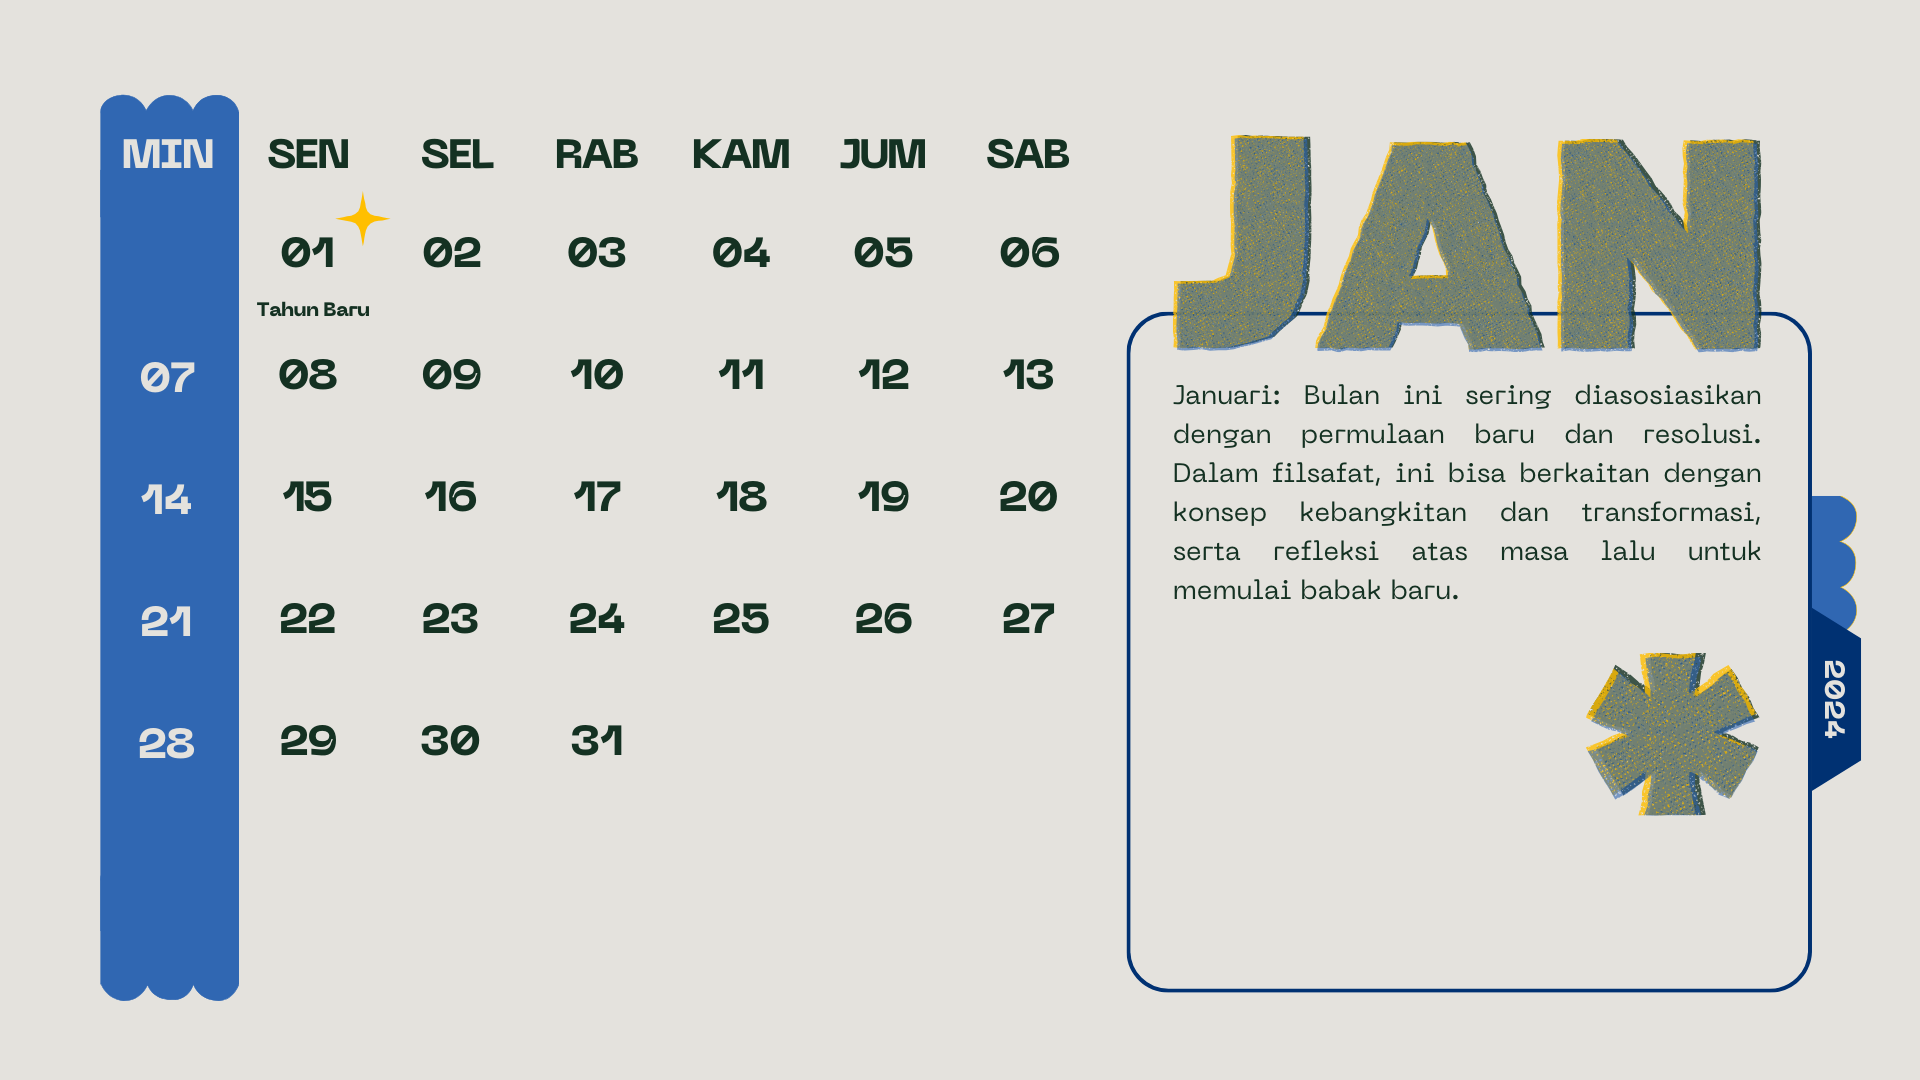 MIN SEN SEL RAB KAM JUM SAB
01 02 03 04 05 06
Tahun Baru
07 08 09 10 11 12 13
14 15 16 17 18 19 20
21 22 23 24 25 26 27
28 29 30 31
JAN
Januari: Bulan ini sering diasosiasikan
dengan permulaan baru dan resolusi.
Dalam filsafat, ini bisa berkaitan dengan
konsep kebangkitan dan transformasi,
serta refleksi atas masa lalu untuk
memulai babak baru.
2024